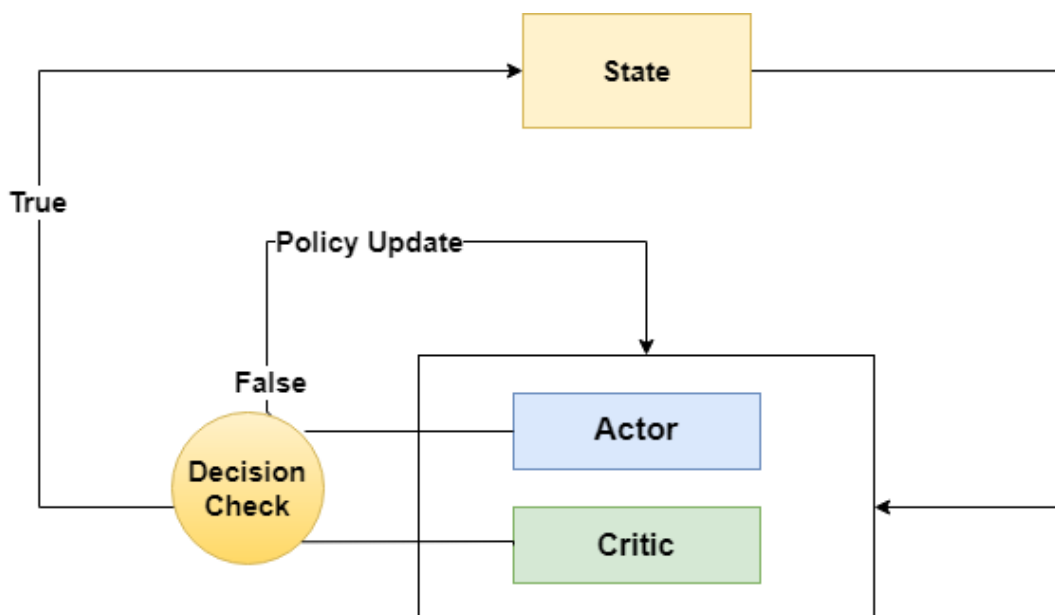 State
True
Policy Update
False
Actor
Decision
Check
Critic